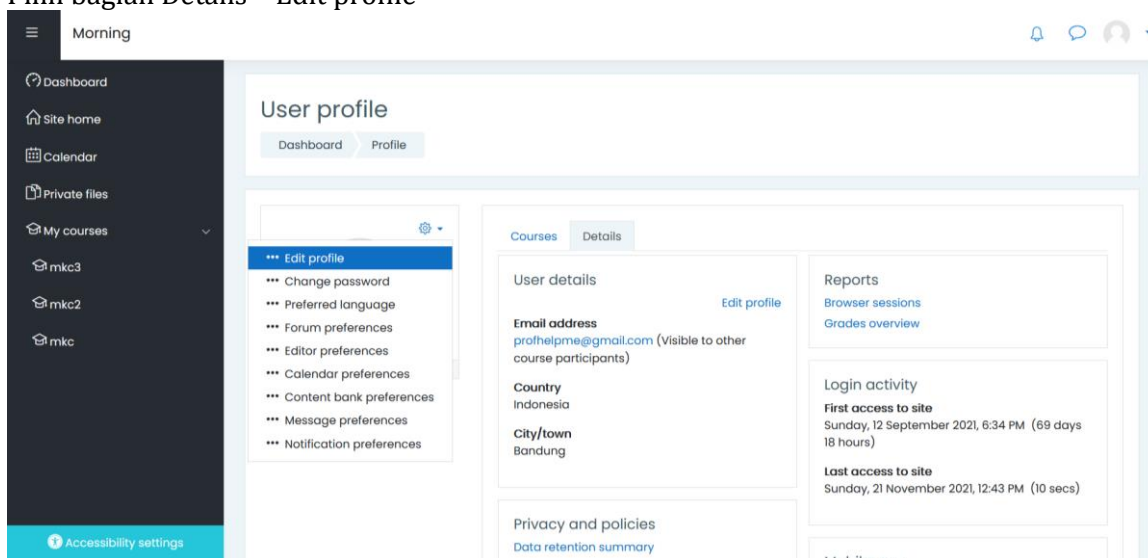 Morning
Dashboard
Site home
Calendar
Private files
My courses
mkc3
mkc2
mkc
Accessibility settings
User profile
Dashboard Profile
Edit profile
Change password
Preferred language
Forum preferences
Editor preferences
Calendar preferences
Content bank preferences
Message preferences
Notification preferences
Courses Details
User details
Edit profile
Email address
profhelpme@gmail.com (Visible to other
course participants)
Country
Indonesia
City/town
Bandung
Privacy and policies
Data retention summary
Reports
Browser sessions
Grades overview
Login activity
First access to site
Sunday, 12 September 2021, 6:34 PM (69 days
18 hours)
Last access to site
Sunday, 21 November 2021, 12:43 PM (10 secs)